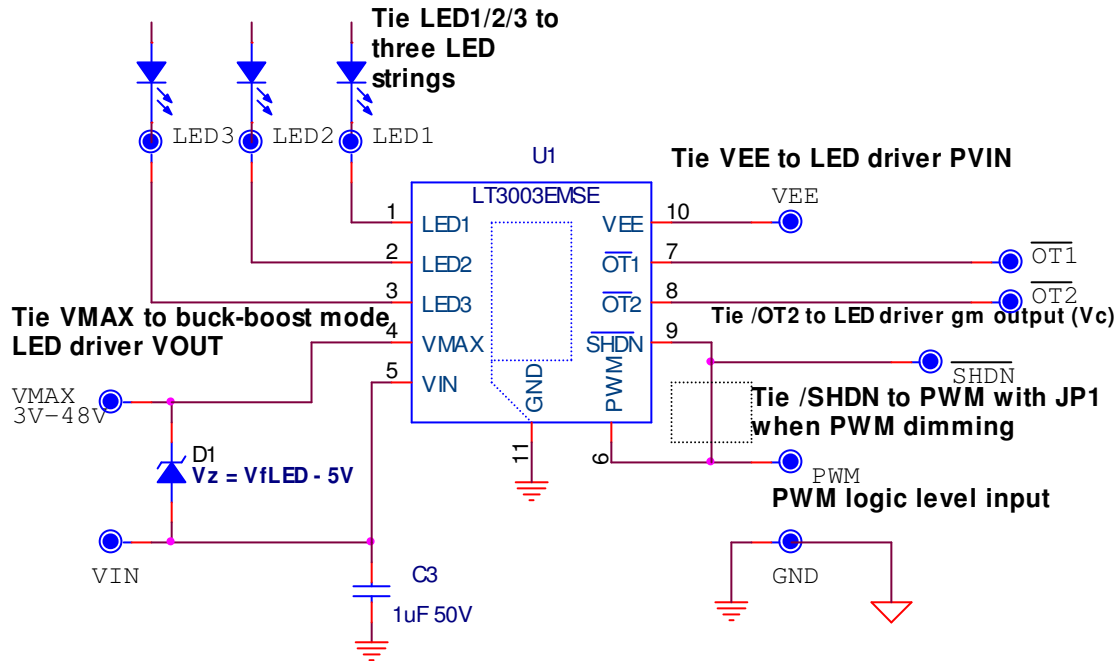 Tie LED1/2/3 to
three LED
strings
LED3
LED2
LED1
U1
LT3003EMSE
Tie VEE to LED driver PVIN
VEE
1
LED1
VEE
10
2
LED2
OT1
7
OT1
3
LED3
OT2
8
OT2
Tie VMAX to buck-boost mode
LED driver VOUT
Tie /OT2 to LED driver gm output (Vc)
4
VMAX
SHDN
9
5
VIN
GND
PWM
SHDN
VMAX
3V-48V
Tie /SHDN to PWM with JP1
when PWM dimming
D1
Vz = VfLED - 5V
11
6
PWM
PWM logic level input
VIN
GND
C3
1uF 50V